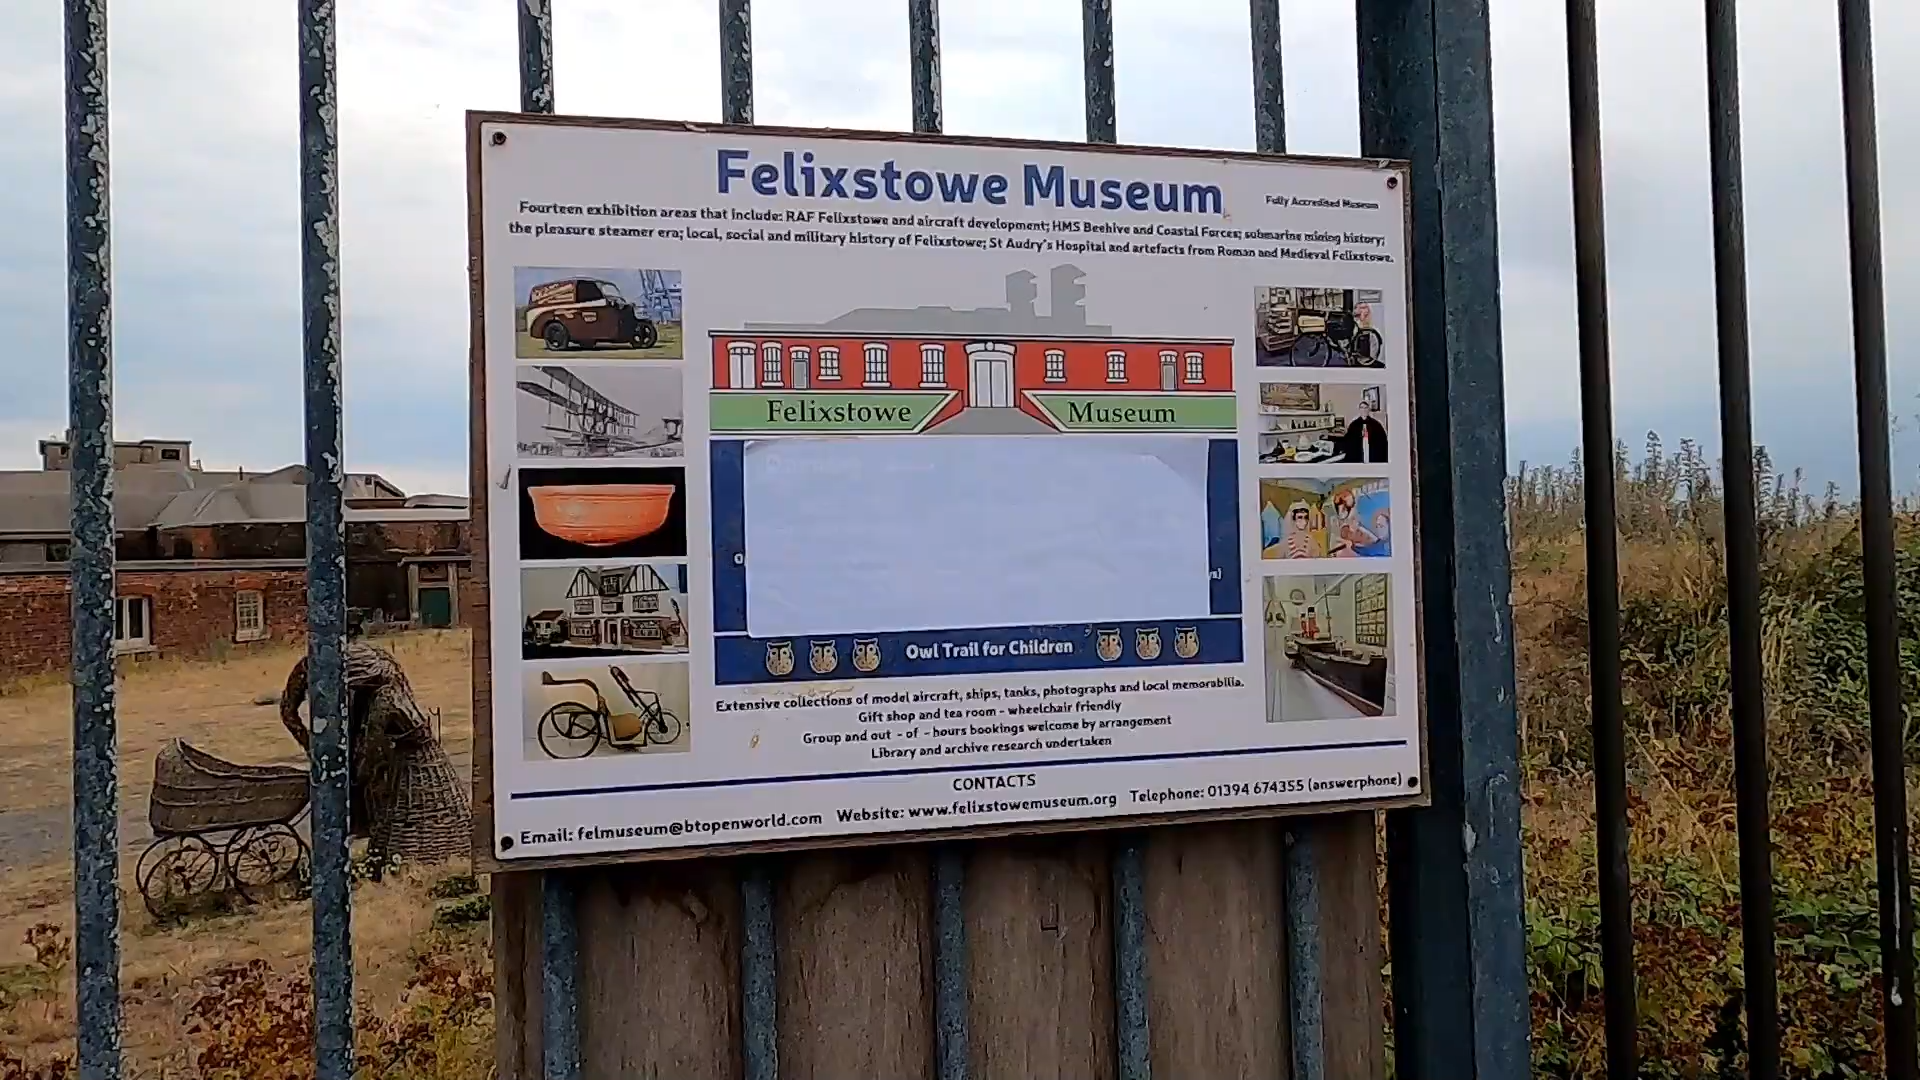 Felixstowe Museum
Fully Accredited Museum
Fourteen exhibition areas that include: RAF Felixstowe and aircraft development; HMS Beehive and Coastal Forces; submarine mining history;
the pleasure steamer era; local, social and military history of Felixstowe; St Audry's Hospital and artefacts from Roman and Medieval Felixstowe.
Felixstowe Museum
Owl Trail for Children
Extensive collections of model aircraft, ships, tanks, photographs and local memorabilia.
Gift shop and tea room - wheelchair friendly
Group and out - of - hours bookings welcome by arrangement
Library and archive research undertaken
CONTACTS
Email: felmuseum@btopenworld.com Website: www.felixstowemuseum.org Telephone: 01394 674355 (answerphone)